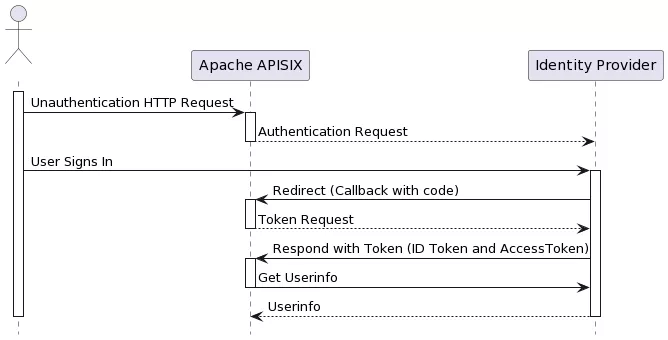 Apache APISIX
Identity Provider
Unauthentication HTTP Request
Authentication Request
User Signs In
Redirect (Callback with code)
Token Request
Respond with Token (ID Token and AccessToken)
Get Userinfo
Userinfo